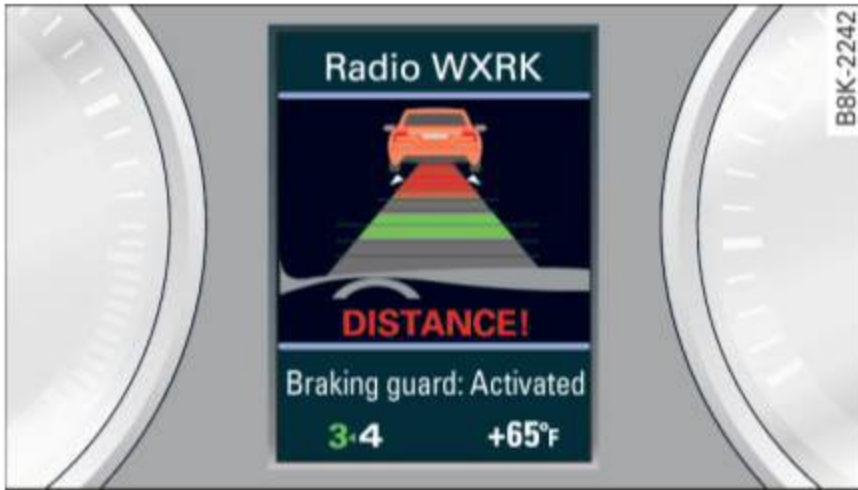 Radio WXRK
DISTANCE!
Braking guard: Activated
3◂4 +65°F
B8K-2242